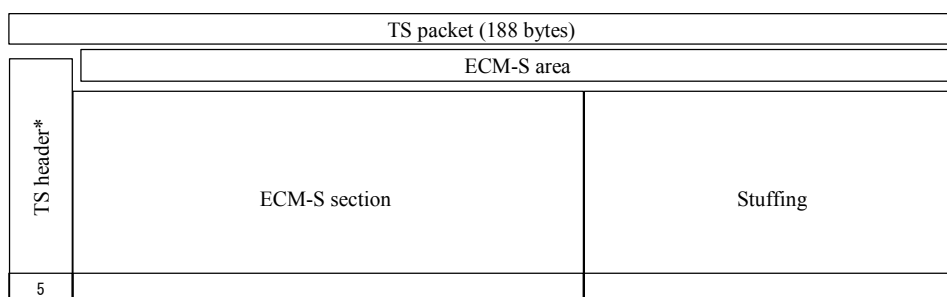 TS packet (188 bytes)
ECM-S area
TS header*
ECM-S section
Stuffing
5